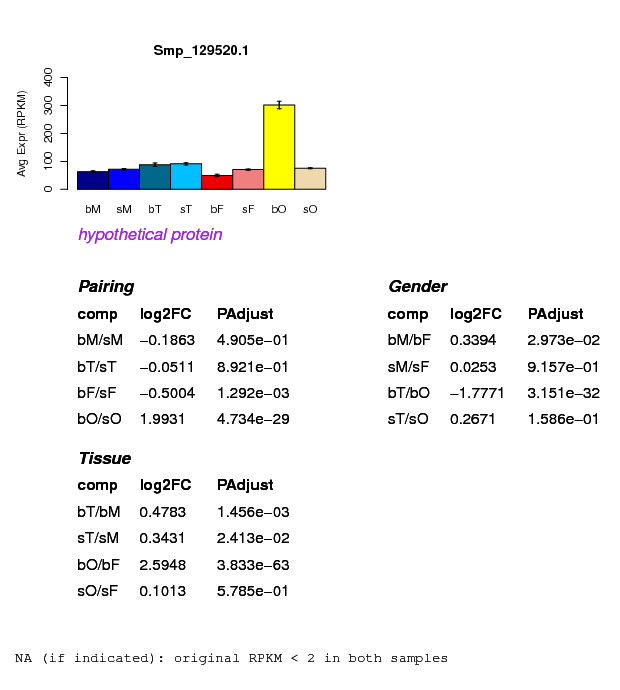 Smp_129520.1
Avg Expr (RPKM)
400
300
200
100
0
bM sM bT sT bF sF bO sO
hypothetical protein
Pairing
comp log2FC PAdjust
bM/sM −0.1863 4.905e−01
bT/sT −0.0511 8.921e−01
bF/sF −0.5004 1.292e−03
bO/sO 1.9931 4.734e−29
Gender
comp log2FC PAdjust
bM/bF 0.3394 2.973e−02
sM/sF 0.0253 9.157e−01
bT/bO −1.7771 3.151e−32
sT/sO 0.2671 1.586e−01
Tissue
comp log2FC PAdjust
bT/bM 0.4783 1.456e−03
sT/sM 0.3431 2.413e−02
bO/bF 2.5948 3.833e−63
sO/sF 0.1013 5.785e−01
NA (if indicated): original RPKM < 2 in both samples